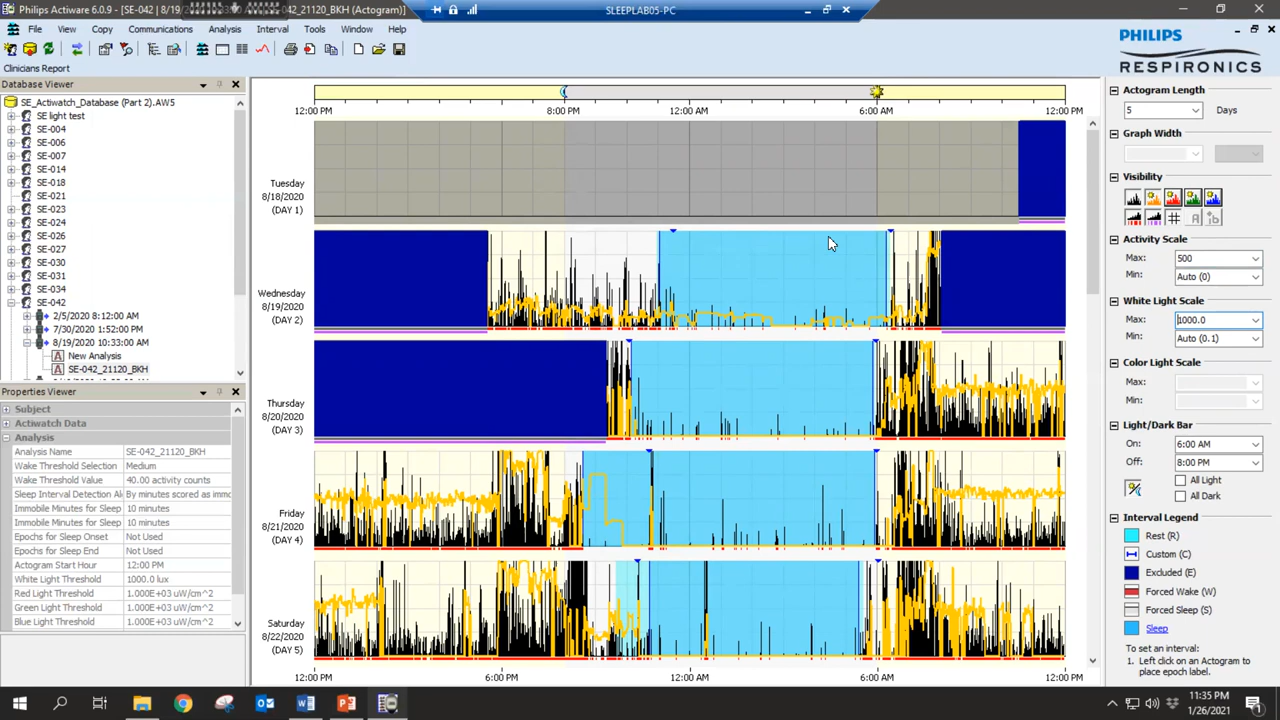 Philips Actiware 6.0.9 - [SE-042 | 8/19/2020 42_21120_BKH (Actogram)]
SLEEPLAB05-PC
File View Copy Communications Analysis Interval Tools Window Help
Clinicians Report
PHILIPS
RESPIRONICS
Database Viewer
SE_Actiwatch_Database (Part 2).AW5
SE light test
SE-004
SE-006
SE-007
SE-014
SE-018
SE-021
SE-023
SE-024
SE-026
SE-027
SE-030
SE-031
SE-034
SE-042
2/5/2020 8:12:00 AM
7/30/2020 1:52:00 PM
8/19/2020 10:33:00 AM
New Analysis
SE-042_21120_BKH
Properties Viewer
Subject
Actiwatch Data
Analysis
Analysis Name SE-042_21120_BKH
Wake Threshold Selection Medium
Wake Threshold Value 40.00 activity counts
Sleep Interval Detection Al By minutes scored as immo
Immobile Minutes for Sleep 10 minutes
Immobile Minutes for Sleep 10 minutes
Epochs for Sleep Onset Not Used
Epochs for Sleep End Not Used
Actogram Start Hour 12:00 PM
White Light Threshold 1000.0 lux
Red Light Threshold 1.000E+03 uW/cm^2
Green Light Threshold 1.000E+03 uW/cm^2
Blue Light Threshold 1.000E+03 uW/cm^2
12:00 PM 8:00 PM 12:00 AM 6:00 AM 12:00 PM
Tuesday
8/18/2020
(DAY 1)
Wednesday
8/19/2020
(DAY 2)
Thursday
8/20/2020
(DAY 3)
Friday
8/21/2020
(DAY 4)
Saturday
8/22/2020
(DAY 5)
12:00 PM 6:00 PM 12:00 AM 6:00 AM 12:00 PM
Actogram Length
5 Days
Graph Width
Visibility
Activity Scale
Max: 500
Min: Auto (0)
White Light Scale
Max: 1000.0
Min: Auto (0.1)
Color Light Scale
Max:
Min:
Light/Dark Bar
On: 6:00 AM
Off: 8:00 PM
All Light
All Dark
Interval Legend
Rest (R)
Custom (C)
Excluded (E)
Forced Wake (W)
Forced Sleep (S)
Sleep
To set an interval:
1. Left click on an Actogram to
place epoch label.
11:35 PM
1/26/2021